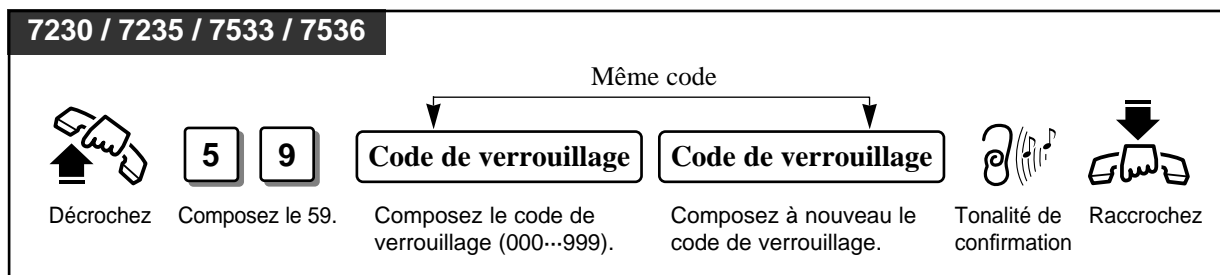 7230 / 7235 / 7533 / 7536
Même code
5 9
Code de verrouillage
Code de verrouillage
Décrochez
Composez le 59.
Composez le code de
verrouillage (000···999).
Composez à nouveau le
code de verrouillage.
Tonalité de
confirmation
Raccrochez